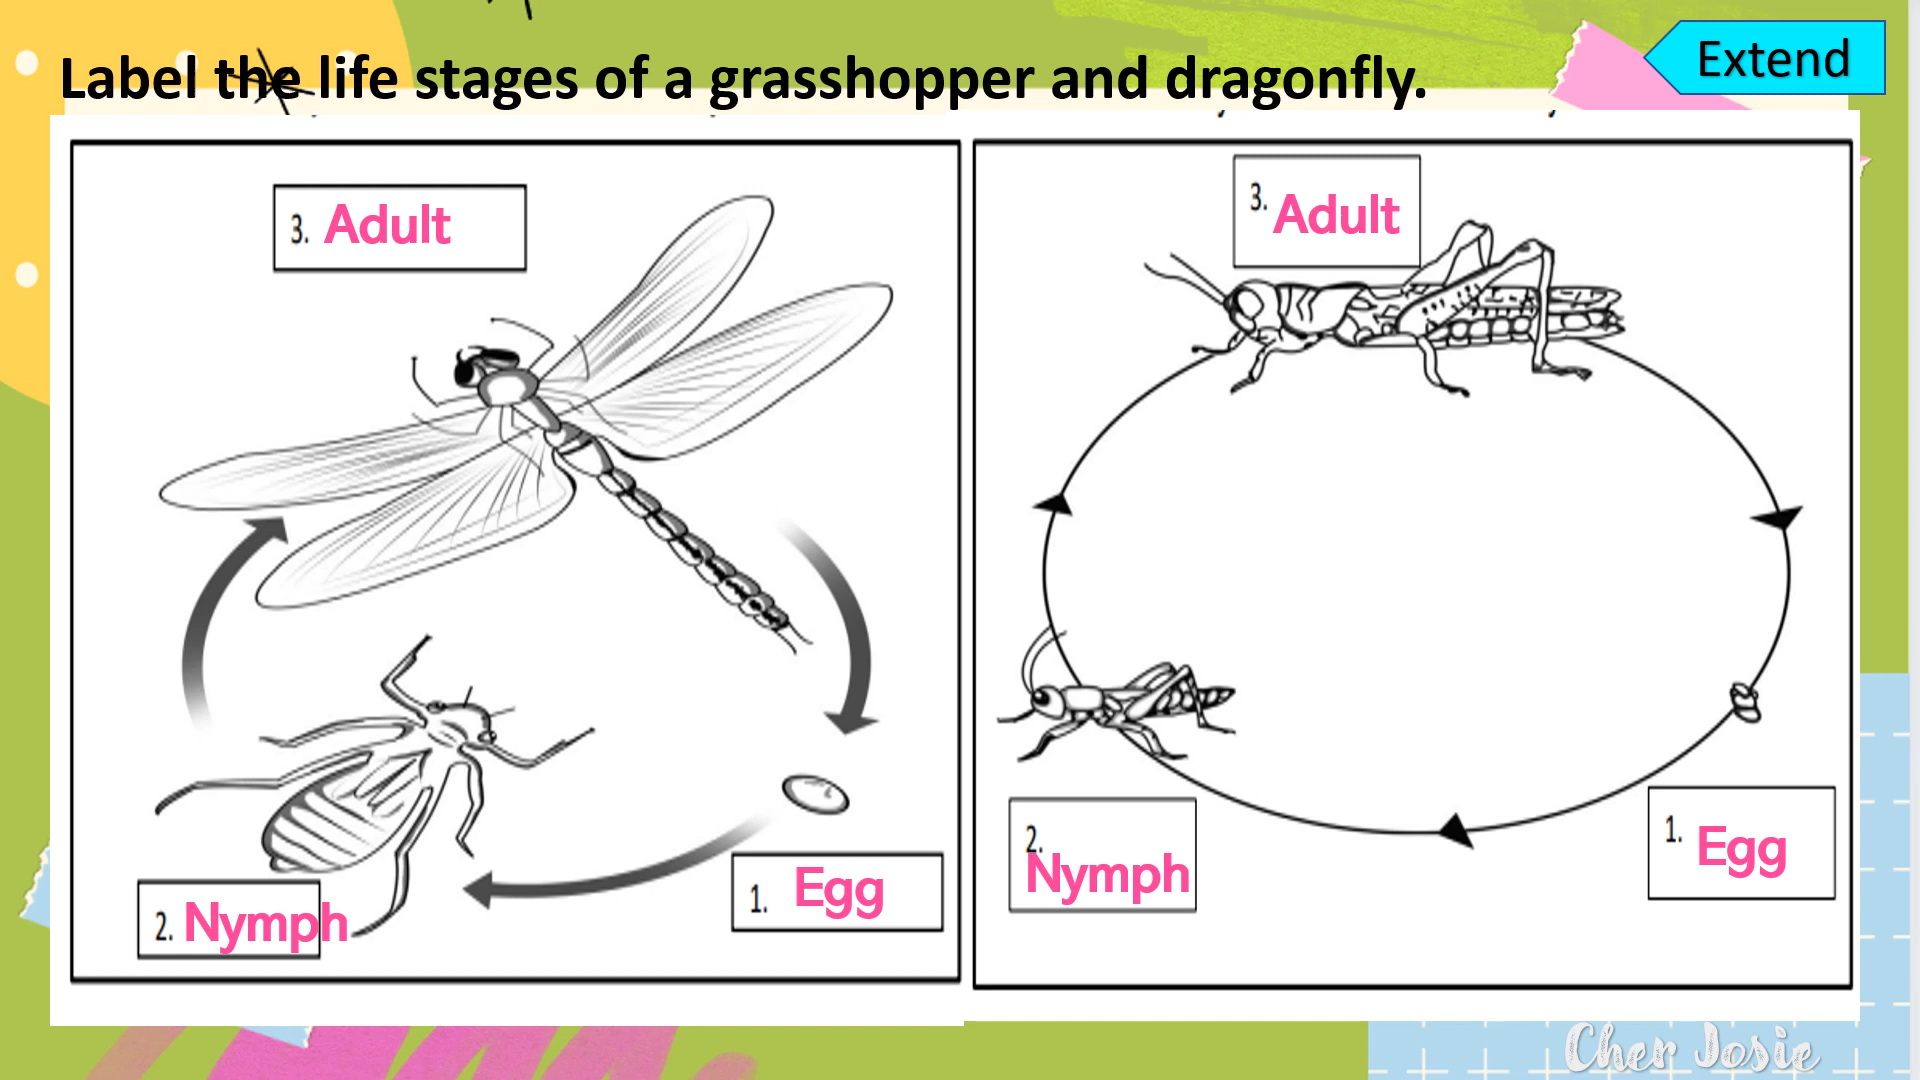 Label the life stages of a grasshopper and dragonfly.
Extend
3. Adult
2. Nymph
1. Egg
3. Adult
2.
Nymph
1. Egg
Cher Josie